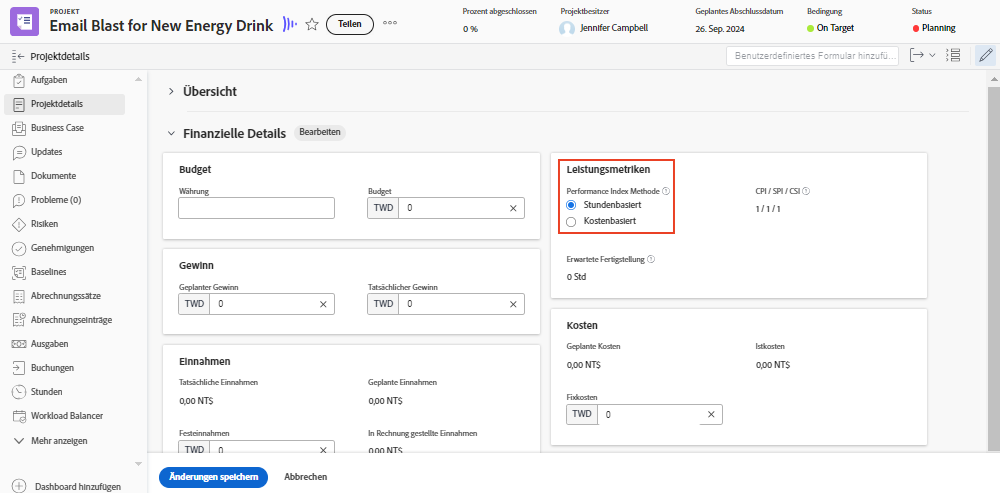 PROJEKT
Email Blast for New Energy Drink
Teilen
Prozent abgeschlossen
0 %
Projektbesitzer
Jennifer Campbell
Geplantes Abschlussdatum
26. Sep. 2024
Bedingung
On Target
Status
Planning
Projektdetails
Benutzerdefiniertes Formular hinzufü...
Aufgaben
Projektdetails
Business Case
Updates
Dokumente
Probleme (0)
Risiken
Genehmigungen
Baselines
Abrechnungssätze
Abrechnungseinträge
Ausgaben
Buchungen
Stunden
Workload Balancer
Mehr anzeigen
Dashboard hinzufügen
Übersicht
Finanzielle Details
Bearbeiten
Budget
Währung
Budget
TWD 0
Gewinn
Geplanter Gewinn
TWD 0
Tatsächlicher Gewinn
TWD 0
Einnahmen
Tatsächliche Einnahmen
0,00 NT$
Geplante Einnahmen
0,00 NT$
Festeinnahmen
TWD 0
In Rechnung gestellte Einnahmen
0,00 NT$
Leistungsmetriken
Performance Index Methode
Stundenbasiert
Kostenbasiert
CPI / SPI / CSI
1 / 1 / 1
Erwartete Fertigstellung
0 Std
Kosten
Geplante Kosten
0,00 NT$
Istkosten
0,00 NT$
Fixkosten
TWD 0
Änderungen speichern
Abbrechen